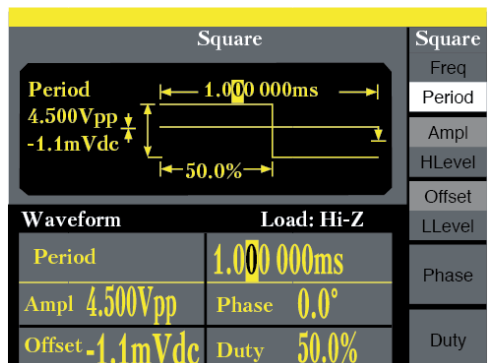 Square
Period
1.000 000ms
4.500Vpp
-1.1mVdc
50.0%
Waveform
Load: Hi-Z
Period
1.000 000ms
Ampl 4.500Vpp
Phase 0.0°
Offset -1.1mVdc
Duty 50.0%
Square
Freq
Period
Ampl
HLevel
Offset
LLevel
Phase
Duty